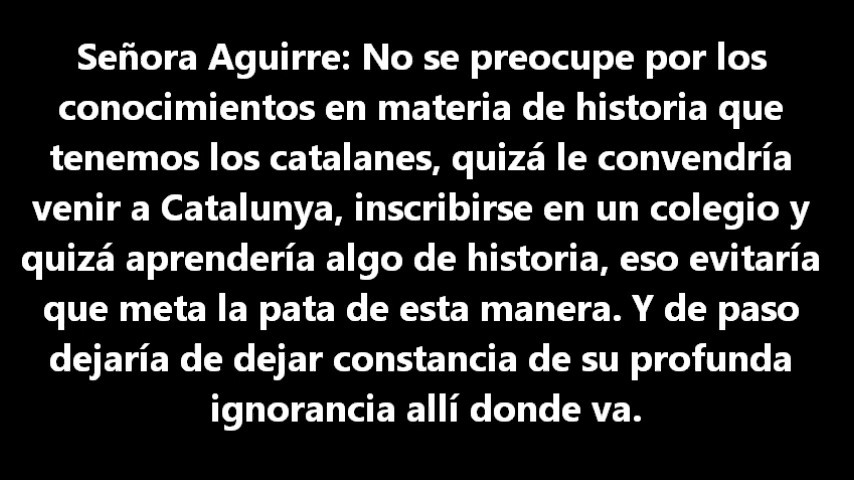 Señora Aguirre: No se preocupe por los
conocimientos en materia de historia que
tenemos los catalanes, quizá le convendría
venir a Catalunya, inscribirse en un colegio y
quizá aprendería algo de historia, eso evitaría
que meta la pata de esta manera. Y de paso
dejaría de dejar constancia de su profunda
ignorancia allí donde va.